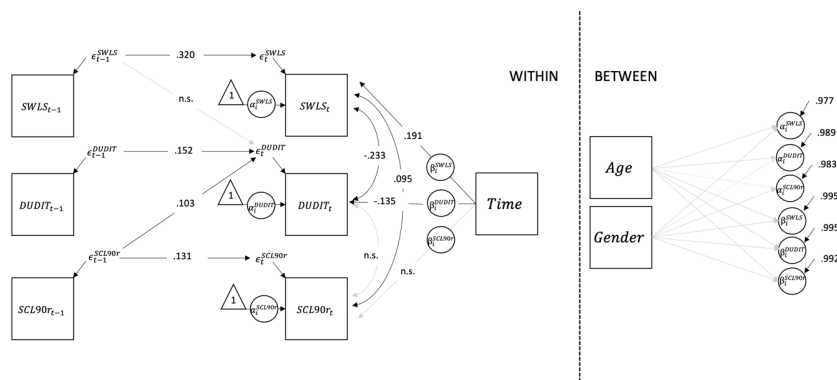 WITHIN
BETWEEN
ϵ_{t−1}^{SWLS}
.320
ϵ_t^{SWLS}
SWLS_{t−1}
n.s.
1
α_i^{SWLS}
SWLS_t
.191
-.233
.095
ϵ_{t−1}^{DUDIT}
.152
ϵ_t^{DUDIT}
DUDIT_{t−1}
.103
1
α_i^{DUDIT}
DUDIT_t
-.135
β_i^{SWLS}
β_i^{DUDIT}
β_i^{SCL90r}
Time
n.s.
n.s.
ϵ_{t−1}^{SCL90r}
.131
ϵ_t^{SCL90r}
SCL90r_{t−1}
1
α_i^{SCL90r}
SCL90r_t
Age
Gender
.977
α_i^{SWLS}
.989
α_i^{DUDIT}
.983
α_i^{SCL90r}
.995
β_i^{SWLS}
.995
β_i^{DUDIT}
.992
β_i^{SCL90r}